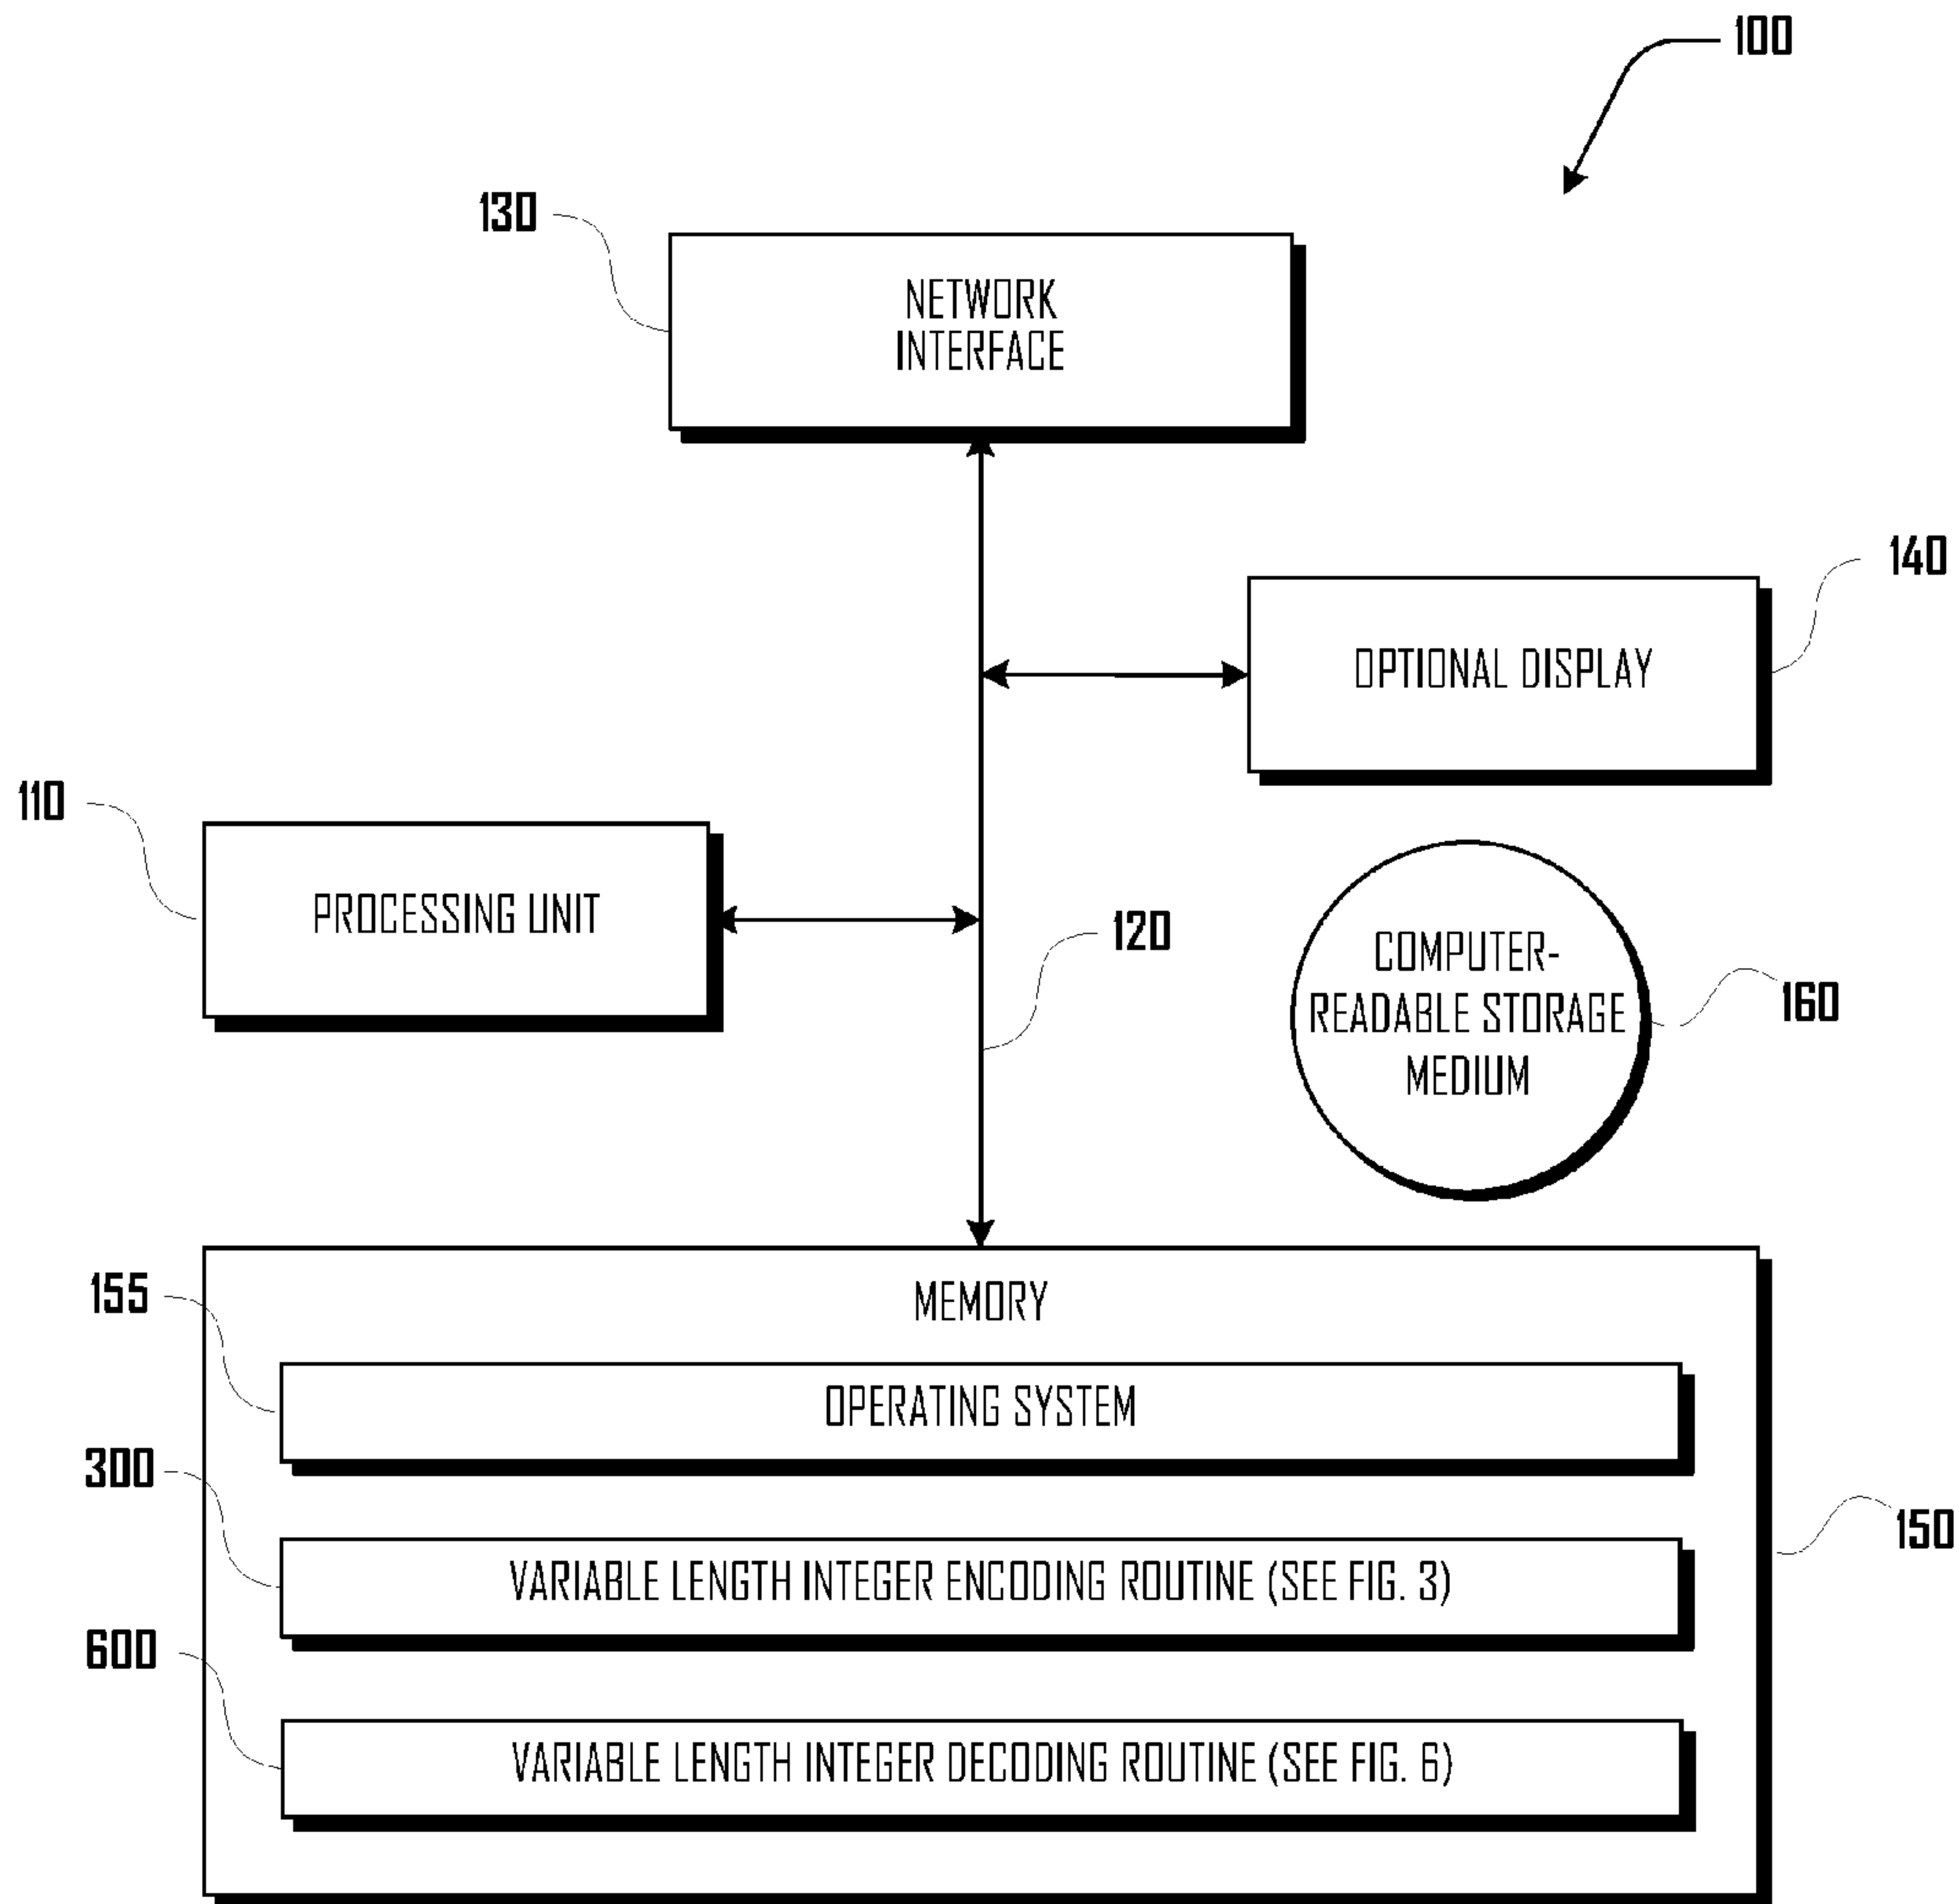 100
130
NETWORK
INTERFACE
140
OPTIONAL DISPLAY
110
PROCESSING UNIT
120
COMPUTER-
READABLE STORAGE
MEDIUM
160
MEMORY
155
OPERATING SYSTEM
300
VARIABLE LENGTH INTEGER ENCODING ROUTINE (SEE FIG. 3)
150
600
VARIABLE LENGTH INTEGER DECODING ROUTINE (SEE FIG. 6)